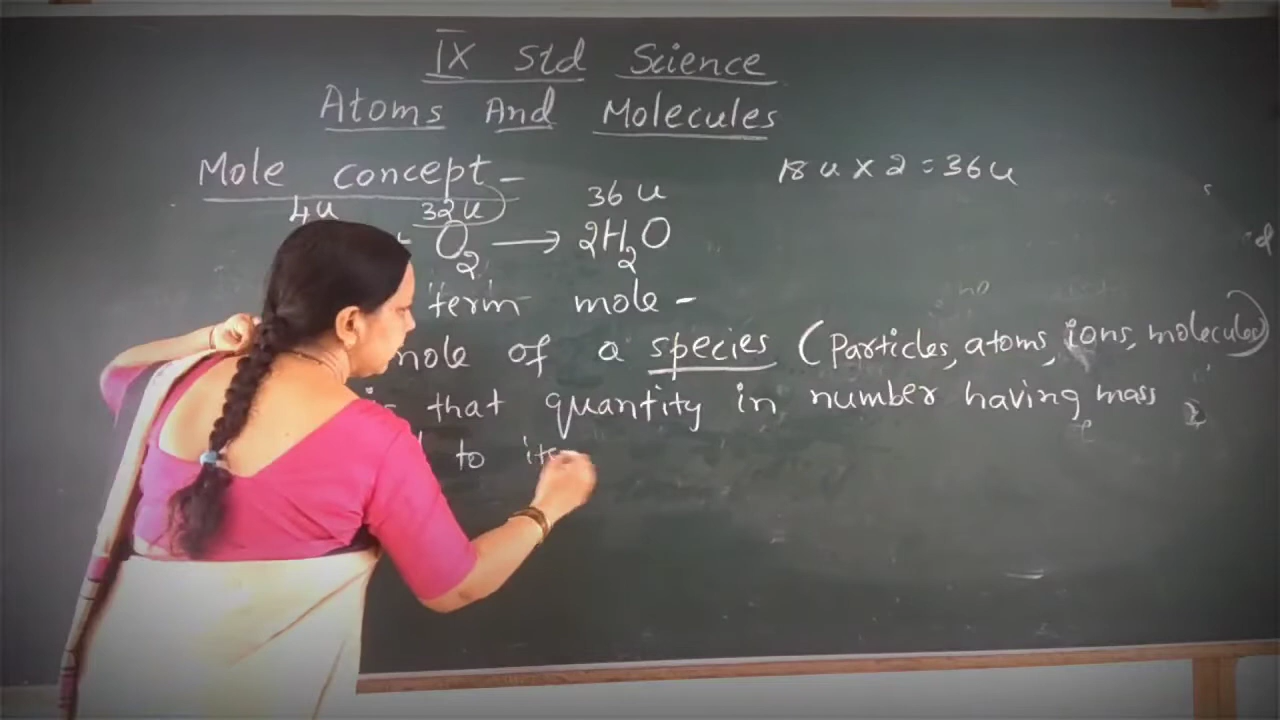 IX Std Science
Atoms And Molecules
Mole concept -
18 u × 2 = 36 u
4u 32u 36 u
O₂ → 2H₂O
term mole -
mole of a species (Particles, atoms, ions, molecules)
that quantity in number having mass
to its